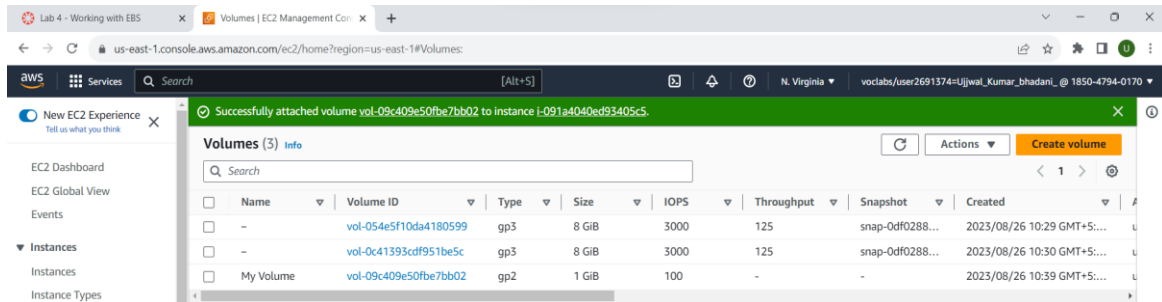 Lab 4 - Working with EBS
Volumes | EC2 Management Con
us-east-1.console.aws.amazon.com/ec2/home?region=us-east-1#Volumes:
U
aws Services Search [Alt+S] N. Virginia ▼ voclabs/user2691374=Ujjwal_Kumar_bhadani_ @ 1850-4794-0170 ▼
New EC2 Experience
Tell us what you think
Successfully attached volume vol-09c409e50fbe7bb02 to instance i-091a4040ed93405c5.
EC2 Dashboard
EC2 Global View
Events
▼ Instances
Instances
Instance Types
Volumes (3) Info
Actions ▼ Create volume
Search
1
Name Volume ID Type Size IOPS Throughput Snapshot Created
– vol-054e5f10da4180599 gp3 8 GiB 3000 125 snap-0df0288... 2023/08/26 10:29 GMT+5:...
– vol-0c41393cdf951be5c gp3 8 GiB 3000 125 snap-0df0288... 2023/08/26 10:30 GMT+5:...
My Volume vol-09c409e50fbe7bb02 gp2 1 GiB 100 - - 2023/08/26 10:39 GMT+5:...